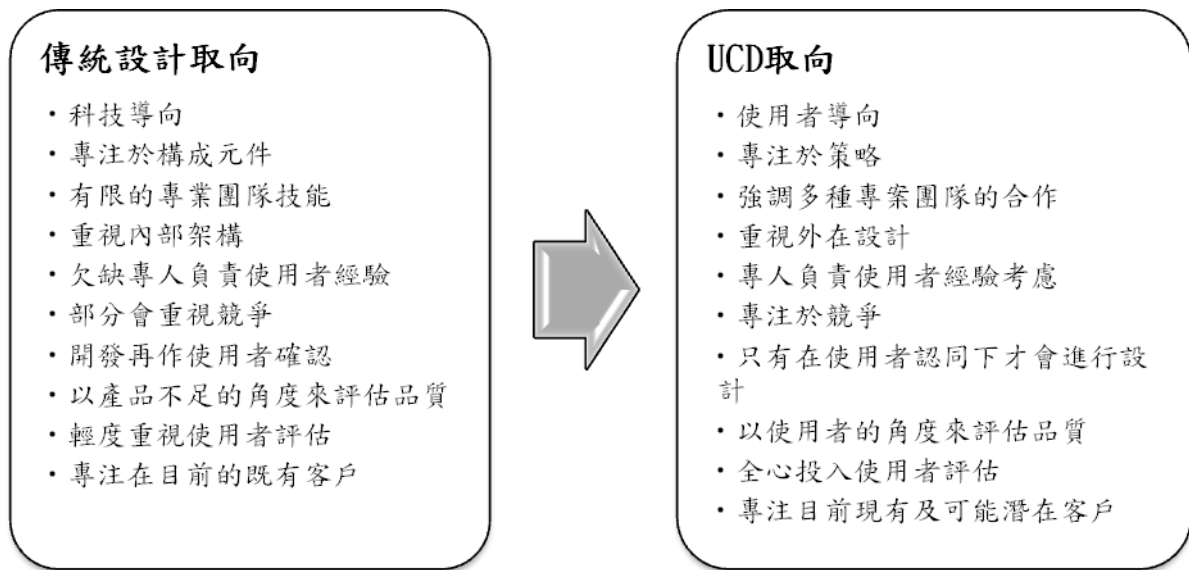 傳統設計取向
・科技導向
・專注於構成元件
・有限的專業團隊技能
・重視內部架構
・欠缺專人負責使用者經驗
・部分會重視競爭
・開發再作使用者確認
・以產品不足的角度來評估品質
・輕度重視使用者評估
・專注在目前的既有客戶
UCD取向
・使用者導向
・專注於策略
・強調多種專案團隊的合作
・重視外在設計
・專人負責使用者經驗考慮
・專注於競爭
・只有在使用者認同下才會進行設
計
・以使用者的角度來評估品質
・全心投入使用者評估
・專注目前現有及可能潛在客戶